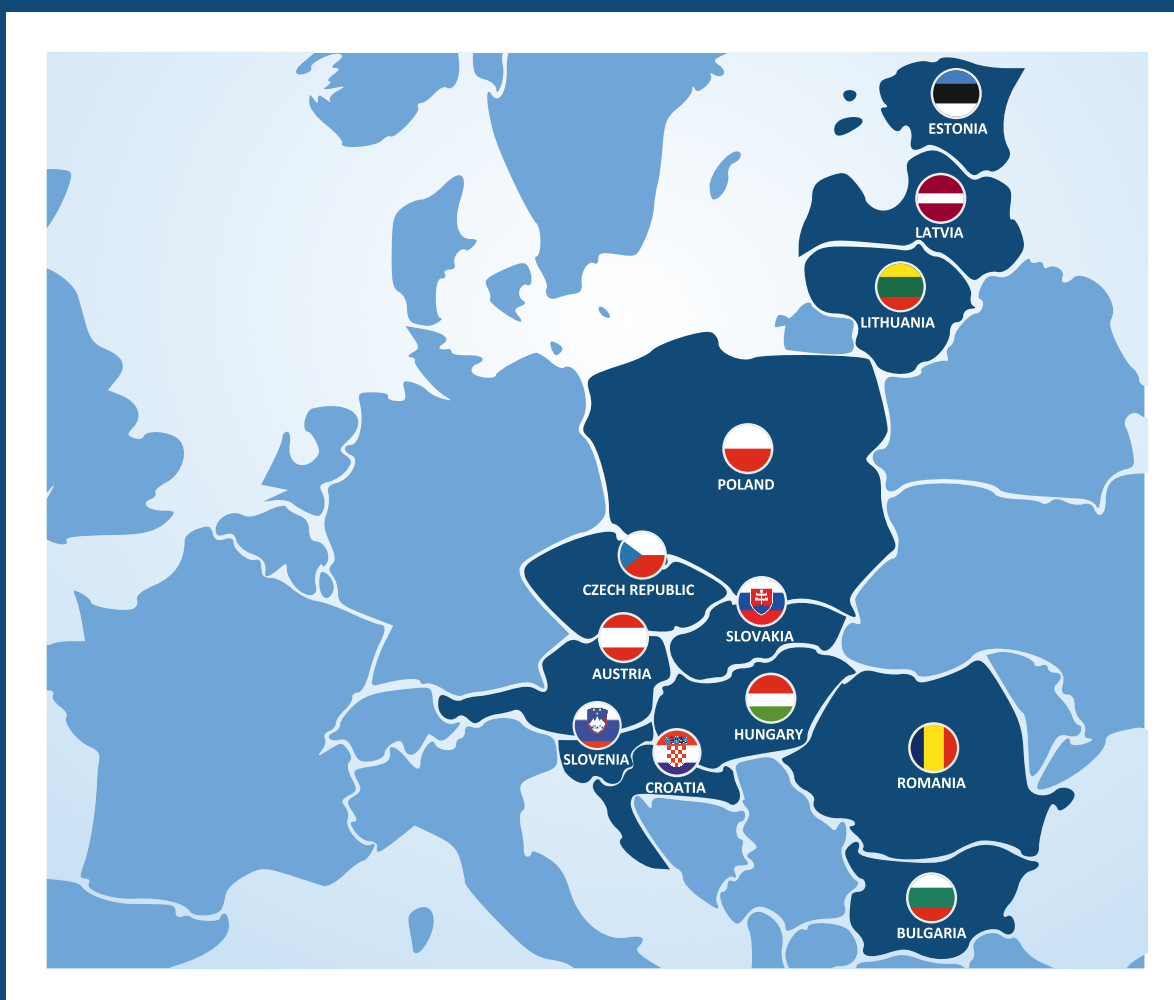 ESTONIA
LATVIA
LITHUANIA
POLAND
CZECH REPUBLIC
SLOVAKIA
AUSTRIA
HUNGARY
SLOVENIA
CROATIA
ROMANIA
BULGARIA